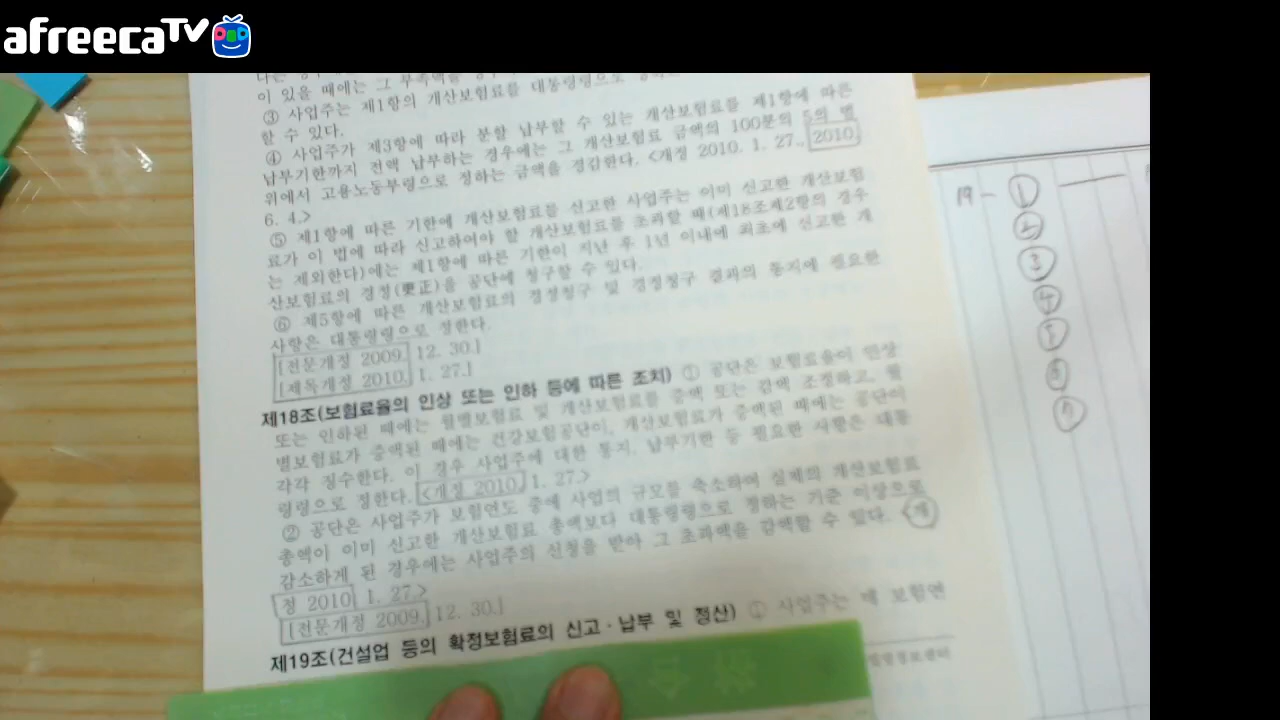 afreecaTV
이 있을 때에는 그 부족액을
③ 사업주는 제1항의 개산보험료를 대통령령으로
할 수 있다.
④ 사업주가 제3항에 따라 분할 납부할 수 있는 개산보험료를 제1항에 따른
납부기한까지 전액 납부하는 경우에는 그 개산보험료 금액의 100분의 5의 범
위에서 고용노동부령으로 정하는 금액을 경감한다. <개정 2010. 1. 27., 2010.
6. 4.>
⑤ 제1항에 따른 기한에 개산보험료를 신고한 사업주는 이미 신고한 개산보험
료가 이 법에 따라 신고하여야 할 개산보험료를 초과할 때(제18조제2항의 경우
는 제외한다)에는 제1항에 따른 기한이 지난 후 1년 이내에 최초에 신고한 개
산보험료의 경정(更正)을 공단에 청구할 수 있다.
⑥ 제5항에 따른 개산보험료의 경정청구 및 경정청구 결과의 통지에 필요한
사항은 대통령령으로 정한다.
[전문개정 2009. 12. 30.]
[제목개정 2010. 1. 27.]
제18조(보험료율의 인상 또는 인하 등에 따른 조치) ① 공단은 보험료율이 인상
또는 인하된 때에는 월별보험료 및 개산보험료를 증액 또는 감액 조정하고, 월
별보험료가 증액된 때에는 건강보험공단이, 개산보험료가 증액된 때에는 공단이
각각 징수한다. 이 경우 사업주에 대한 통지, 납부기한 등 필요한 사항은 대통
령령으로 정한다. <개정 2010. 1. 27.>
② 공단은 사업주가 보험연도 중에 사업의 규모를 축소하여 실제의 개산보험료
총액이 이미 신고한 개산보험료 총액보다 대통령령으로 정하는 기준 이상으로
감소하게 된 경우에는 사업주의 신청을 받아 그 초과액을 감액할 수 있다. <개
정 2010. 1. 27.>
[전문개정 2009. 12. 30.]
제19조(건설업 등의 확정보험료의 신고·납부 및 정산) ① 사업주는 매 보험연
19 - ①
②
③
④
⑤
⑥
⑦